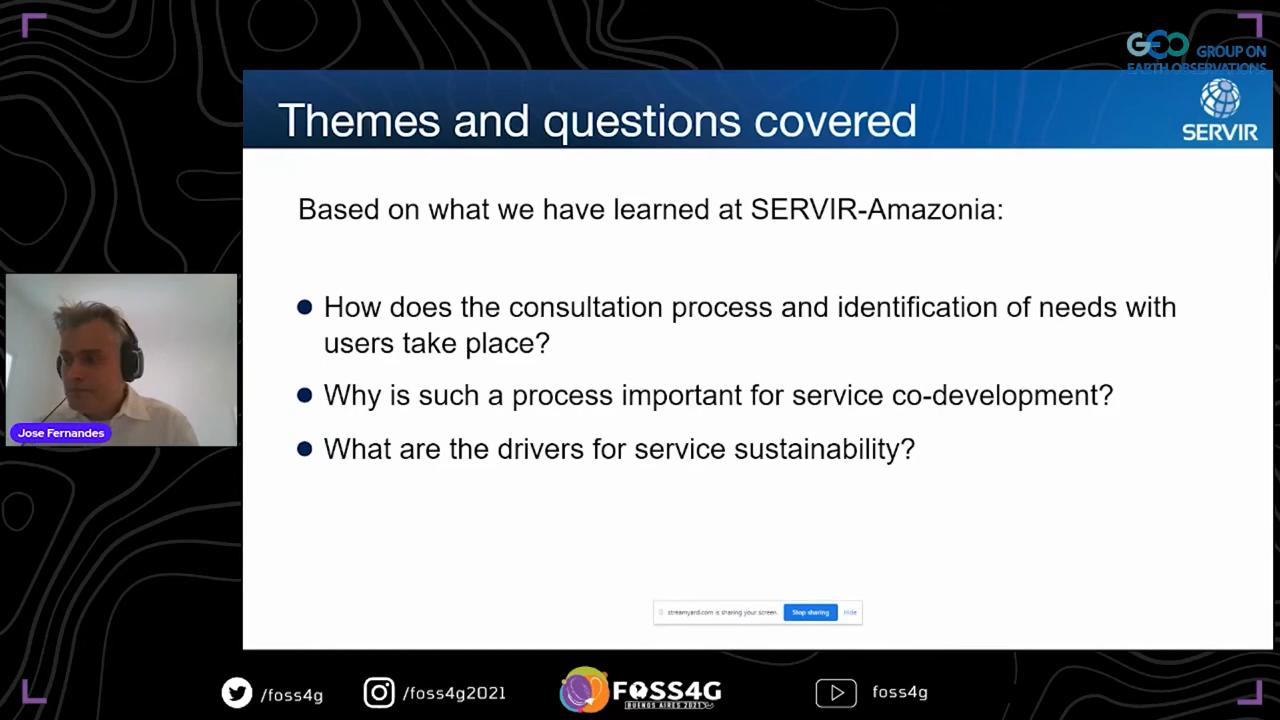 GEO GROUP ON
EARTH OBSERVATIONS
Themes and questions covered
SERVIR
Based on what we have learned at SERVIR-Amazonia:
● How does the consultation process and identification of needs with
users take place?
● Why is such a process important for service co-development?
● What are the drivers for service sustainability?
Jose Fernandes
streamyard.com is sharing your screen.
Stop sharing
Hide
/foss4g
/foss4g2021
FOSS4G
BUENOS AIRES 2021
foss4g